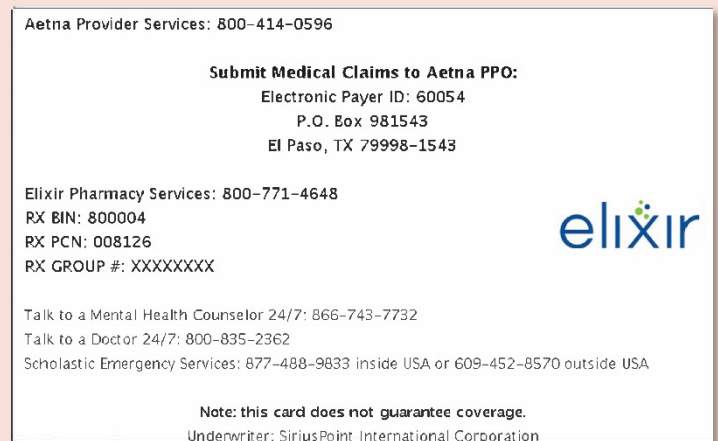 Aetna Provider Services: 800-414-0596
Submit Medical Claims to Aetna PPO:
Electronic Payer ID: 60054
P.O. Box 981543
El Paso, TX 79998-1543
Elixir Pharmacy Services: 800-771-4648
RX BIN: 800004
RX PCN: 008126
RX GROUP #: XXXXXXXX
elixir
Talk to a Mental Health Counselor 24/7: 866-743-7732
Talk to a Doctor 24/7: 800-835-2362
Scholastic Emergency Services: 877-488-9833 inside USA or 609-452-8570 outside USA
Note: this card does not guarantee coverage.
Underwriter: SiriusPoint International Corporation